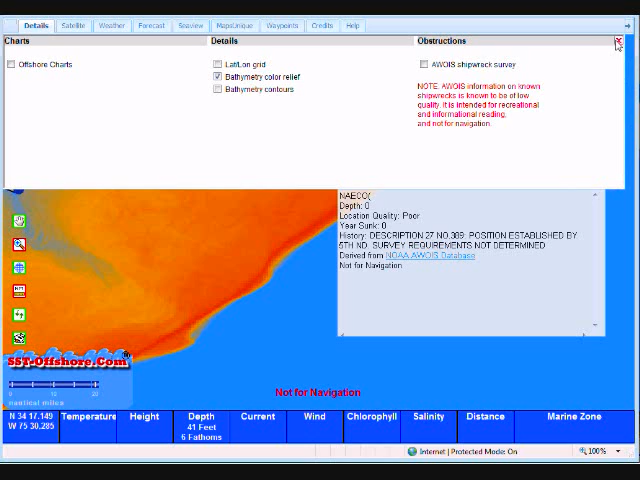 Details Satellite Weather Forecast Seaview MapsUnique Waypoints Credits Help
Charts Details Obstructions
Offshore Charts
Lat/Lon grid
Bathymetry color relief
Bathymetry contours
AWOIS shipwreck survey
NOTE: AWOIS information on known
shipwrecks is known to be of low
quality. It is intended for recreational
and informational reading,
and not for navigation.
NAECO(
Depth: 0
Location Quality: Poor
Year Sunk: 0
History: DESCRIPTION 27 NO.389; POSITION ESTABLISHED BY
5TH ND. SURVEY REQUIREMENTS NOT DETERMINED
Derived from NOAA AWOIS Database
Not for Navigation
SST-Offshore.Com
0 10 20
nautical miles
Not for Navigation
N 34 17.149
W 75 30.285
Temperature Height Depth Current Wind Chlorophyll Salinity Distance Marine Zone
41 Feet
6 Fathoms
Internet | Protected Mode: On
100%